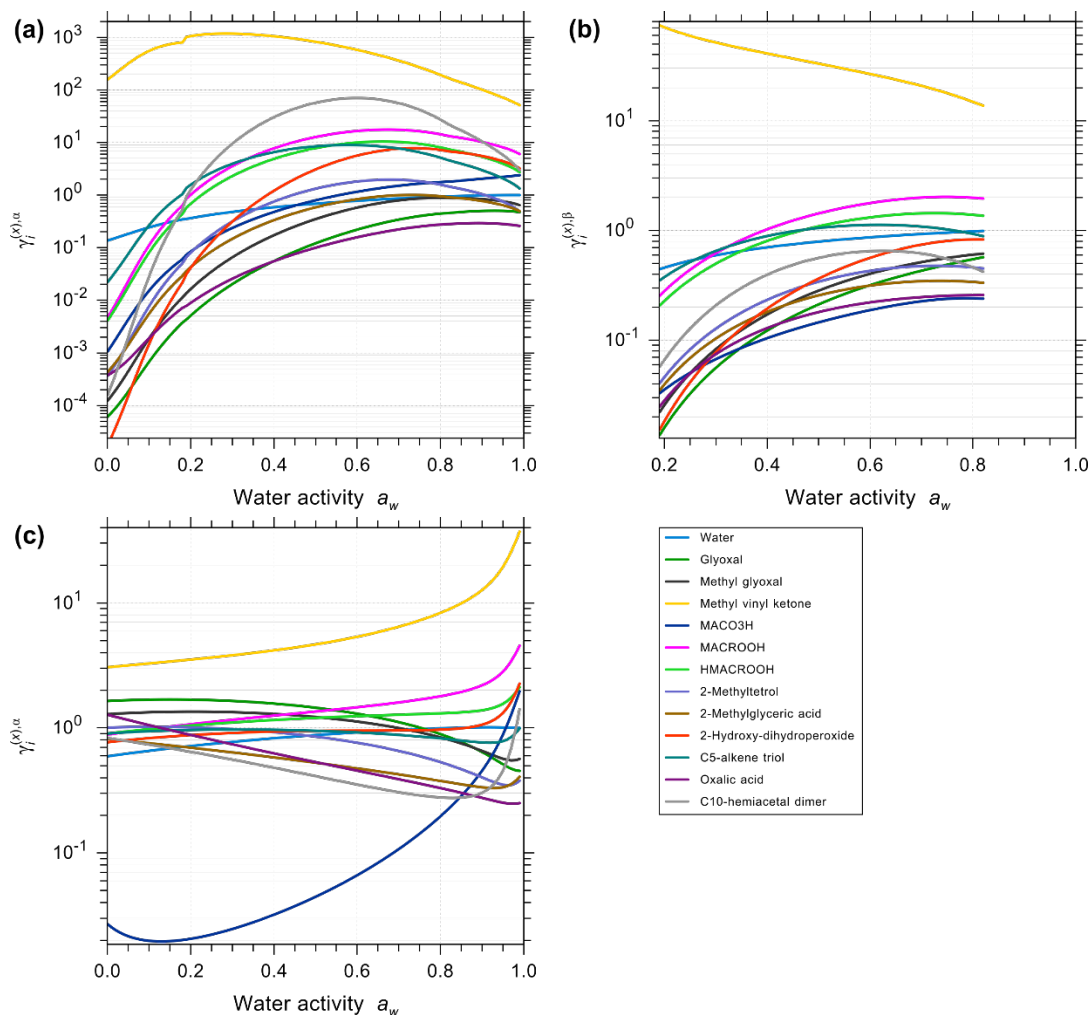 (a)
10³
10²
10¹
10⁰
10⁻¹
10⁻²
10⁻³
10⁻⁴
γᵢ⁽ˣ⁾,α
0.0 0.2 0.4 0.6 0.8 1.0
Water activity a_w
(b)
10¹
10⁰
10⁻¹
γᵢ⁽ˣ⁾,β
0.2 0.4 0.6 0.8 1.0
Water activity a_w
(c)
10¹
10⁰
10⁻¹
γᵢ⁽ˣ⁾,α
0.0 0.2 0.4 0.6 0.8 1.0
Water activity a_w
Water
Glyoxal
Methyl glyoxal
Methyl vinyl ketone
MACO3H
MACROOH
HMACROOH
2-Methyltetrol
2-Methylglyceric acid
2-Hydroxy-dihydroperoxide
C5-alkene triol
Oxalic acid
C10-hemiacetal dimer